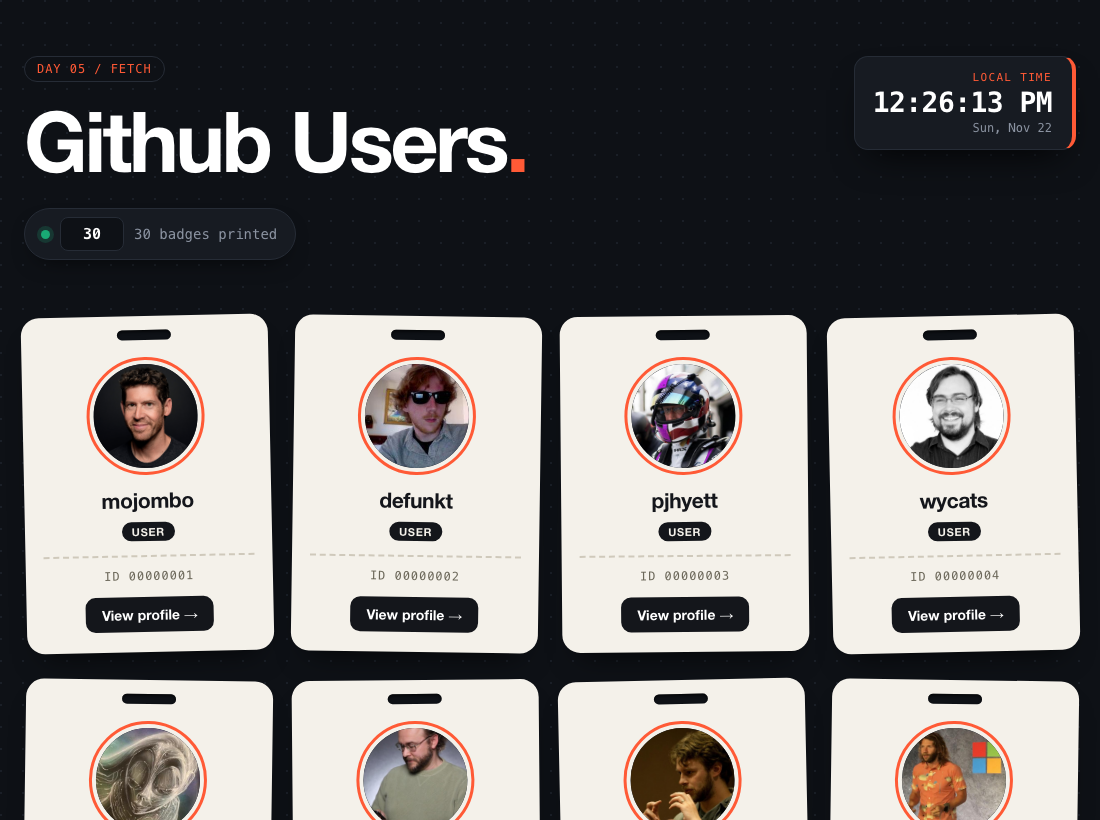 DAY 05 / FETCH
LOCAL TIME
12:26:13 PM
Sun, Nov 22
Github Users.
30 30 badges printed
mojombo
USER
ID 00000001
View profile →
defunkt
USER
ID 00000002
View profile →
pjhyett
USER
ID 00000003
View profile →
wycats
USER
ID 00000004
View profile →